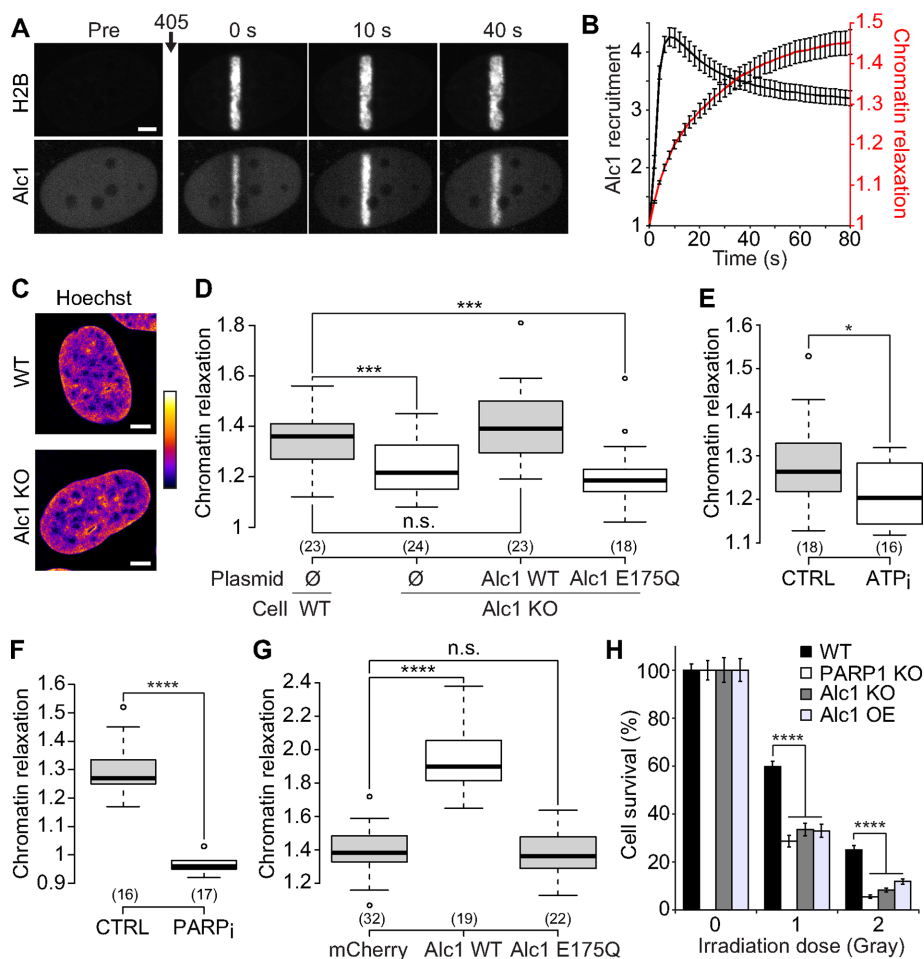 A
Pre
405
0 s
10 s
40 s
H2B
Alc1
B
Alc1 recruitment
4
3
2
1
0 20 40 60 80
Time (s)
1.5
1.4
1.3
1.2
1.1
1
Chromatin relaxation
C
Hoechst
WT
Alc1 KO
D
Chromatin relaxation
1.8
1.6
1.4
1.2
1
***
***
n.s.
(23) (24) (23) (18)
Plasmid Ø Ø Alc1 WT Alc1 E175Q
Cell WT Alc1 KO
E
Chromatin relaxation
1.6
1.5
1.4
1.3
1.2
1.1
*
(18) (16)
CTRL ATPi
F
Chromatin relaxation
1.6
1.5
1.4
1.3
1.2
1.1
1
0.9
****
(16) (17)
CTRL PARPi
G
Chromatin relaxation
2.4
2.2
2.0
1.8
1.6
1.4
1.2
n.s.
****
(32) (19) (22)
mCherry Alc1 WT Alc1 E175Q
H
Cell survival (%)
100
80
60
40
20
0
WT
PARP1 KO
Alc1 KO
Alc1 OE
****
****
0 1 2
Irradiation dose (Gray)